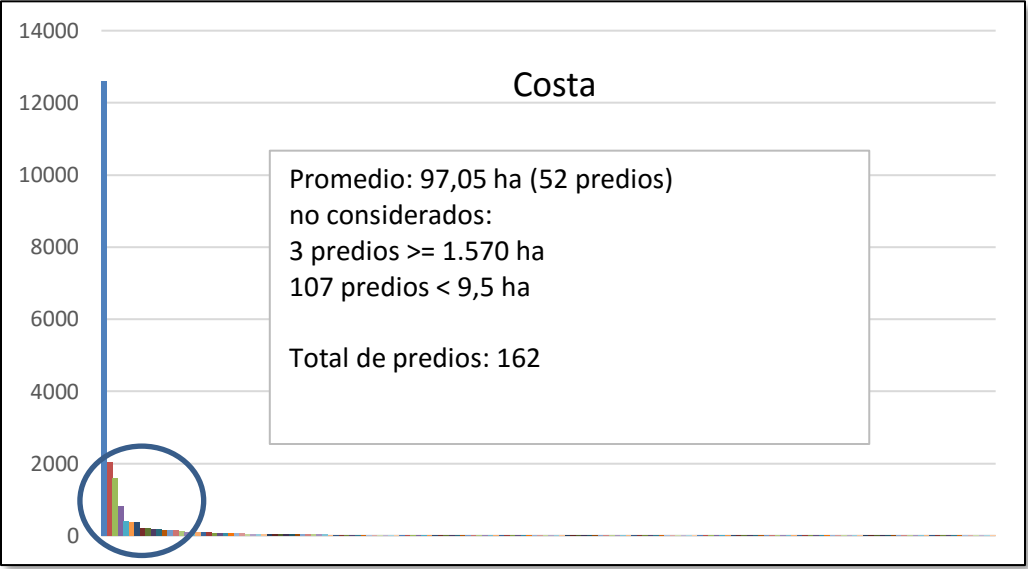 14000
12000
10000
8000
6000
4000
2000
0
Costa
Promedio: 97,05 ha (52 predios)
no considerados:
3 predios >= 1.570 ha
107 predios < 9,5 ha
Total de predios: 162